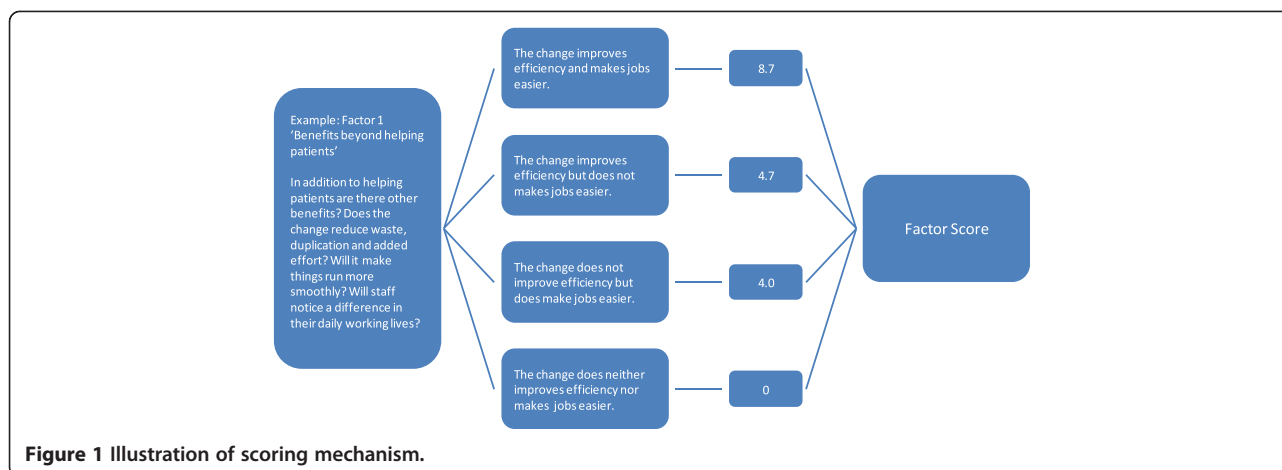 Example: Factor 1
‘Benefits beyond helping
patients’
In addition to helping
patients are there other
benefits? Does the
change reduce waste,
duplication and added
effort? Will it make
things run more
smoothly? Will staff
notice a difference in
their daily working lives?
The change improves
efficiency and makes jobs
easier.
8.7
The change improves
efficiency but does not
makes jobs easier.
4.7
The change does not
improve efficiency but
does make jobs easier.
4.0
The change does neither
improves efficiency nor
makes jobs easier.
0
Factor Score
Figure 1 Illustration of scoring mechanism.